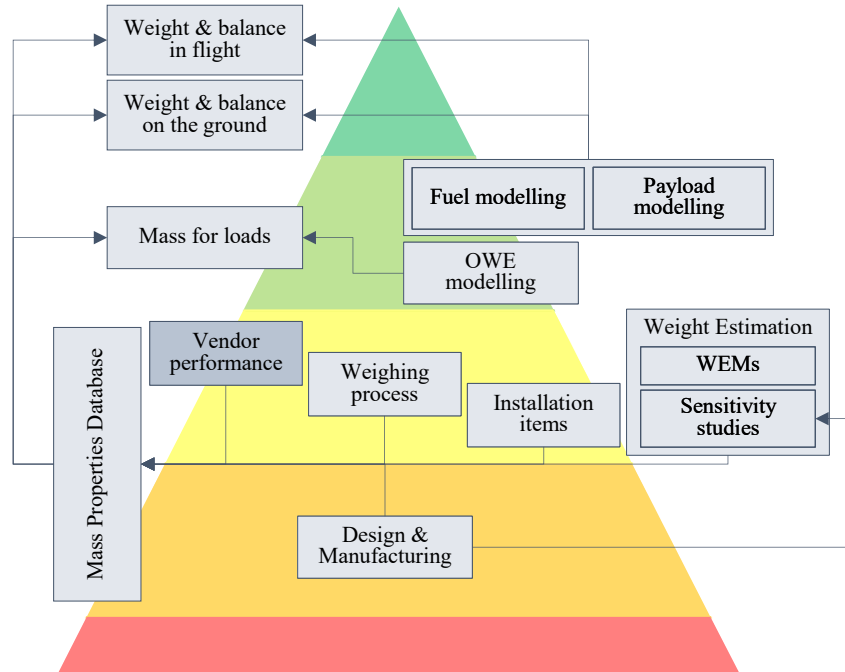 Weight & balance
in flight
Weight & balance
on the ground
Fuel modelling
Payload
modelling
Mass for loads
OWE
modelling
Weight Estimation
WEMs
Sensitivity
studies
Vendor
performance
Weighing
process
Installation
items
Mass Properties Database
Design &
Manufacturing